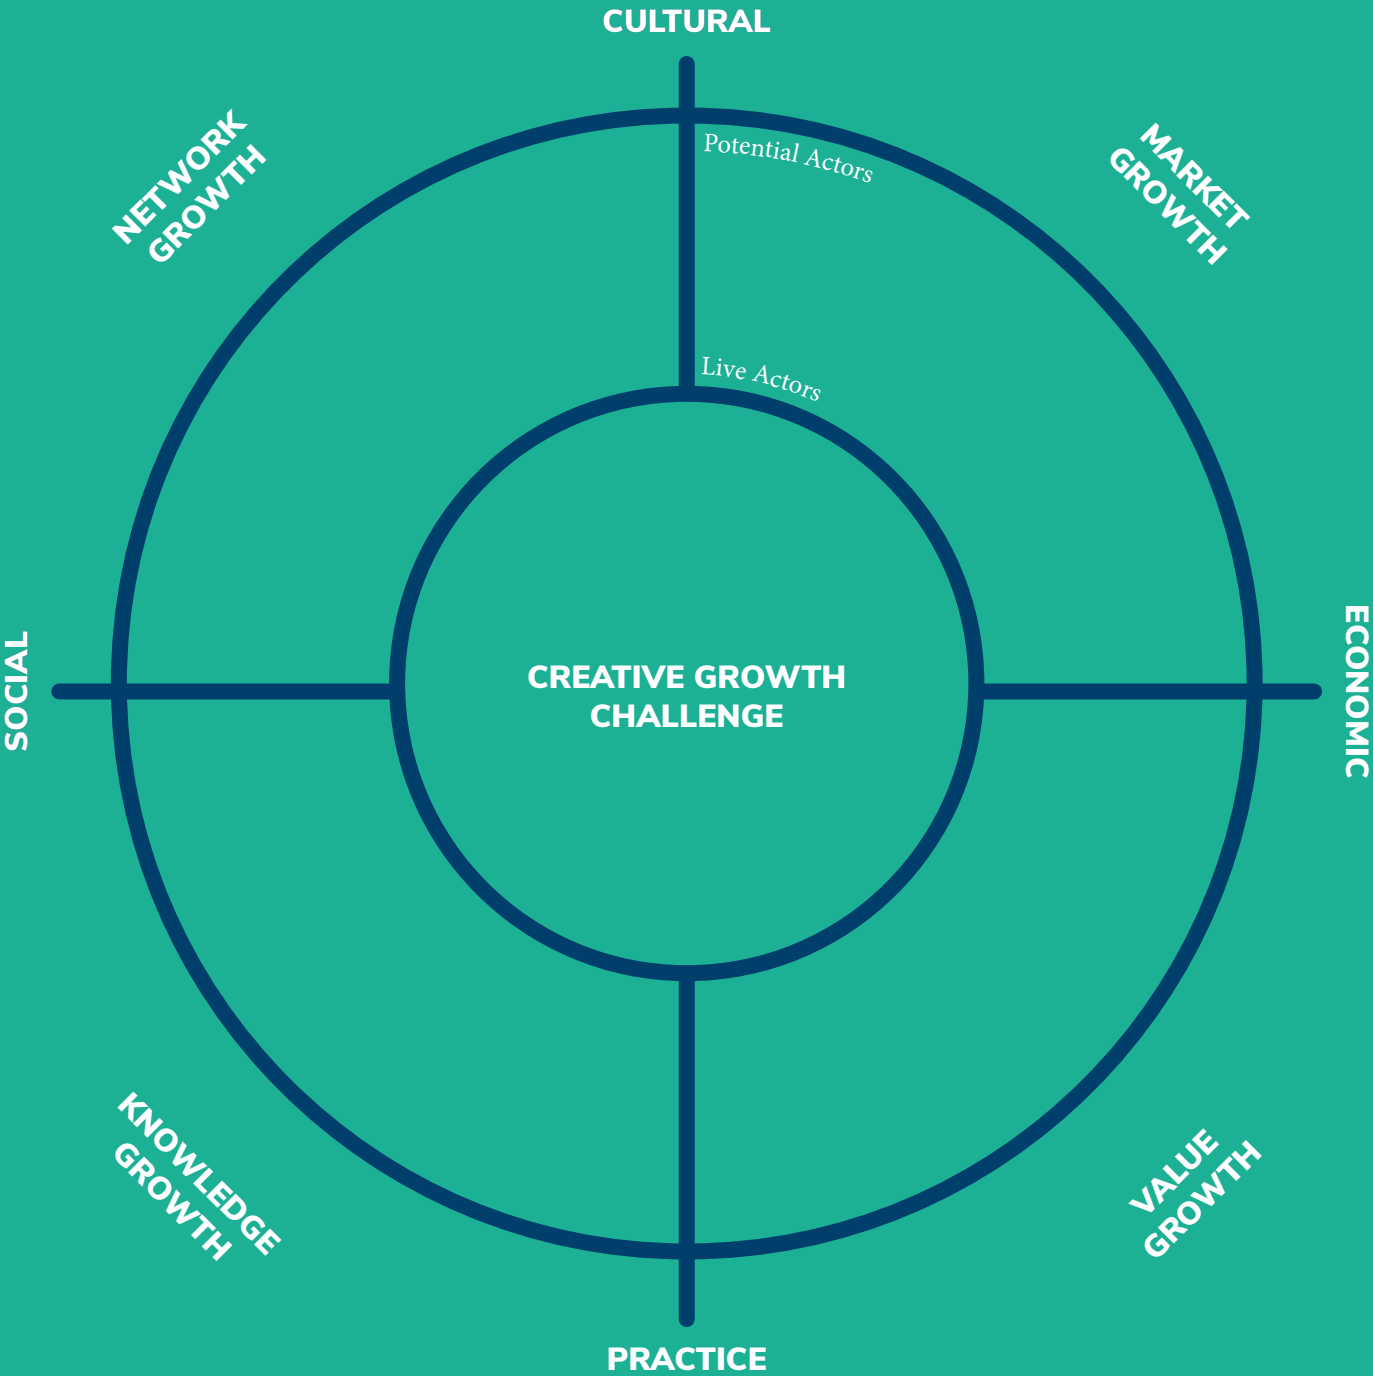 CULTURAL
NETWORK
GROWTH
MARKET
GROWTH
Potential Actors
Live Actors
SOCIAL
CREATIVE GROWTH
CHALLENGE
ECONOMIC
KNOWLEDGE
GROWTH
VALUE
GROWTH
PRACTICE